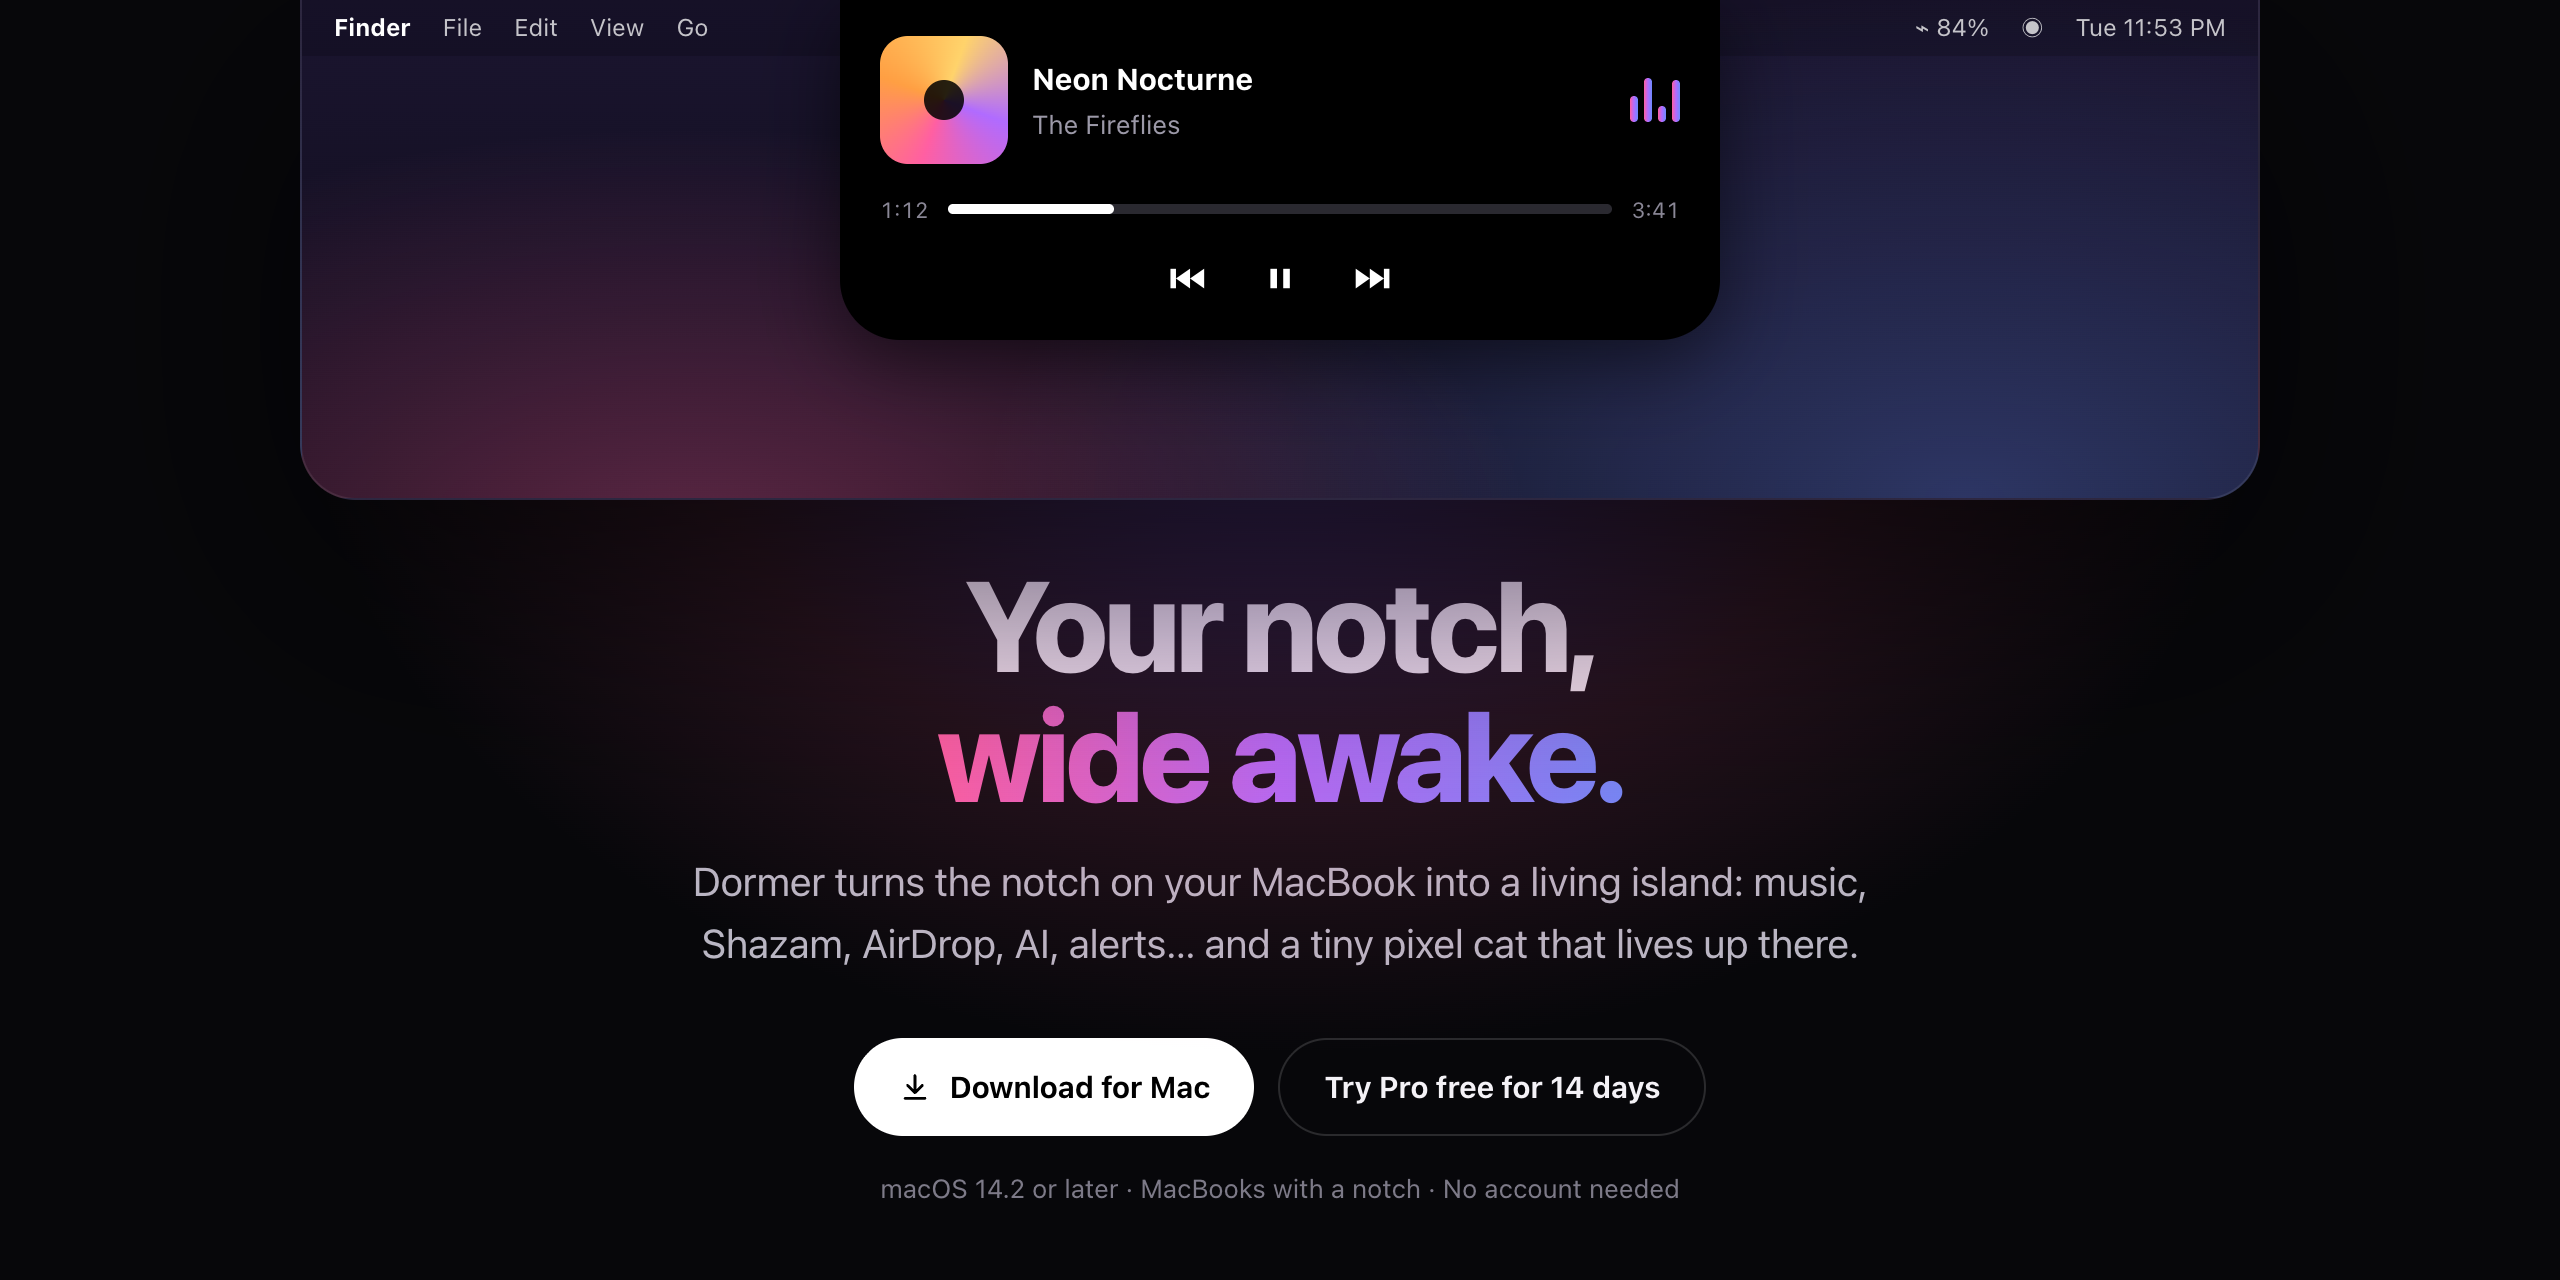 Finder File Edit View Go
84% Tue 11:53 PM
Neon Nocturne
The Fireflies
1:12 3:41
Your notch,
wide awake.
Dormer turns the notch on your MacBook into a living island: music,
Shazam, AirDrop, AI, alerts... and a tiny pixel cat that lives up there.
Download for Mac
Try Pro free for 14 days
macOS 14.2 or later · MacBooks with a notch · No account needed